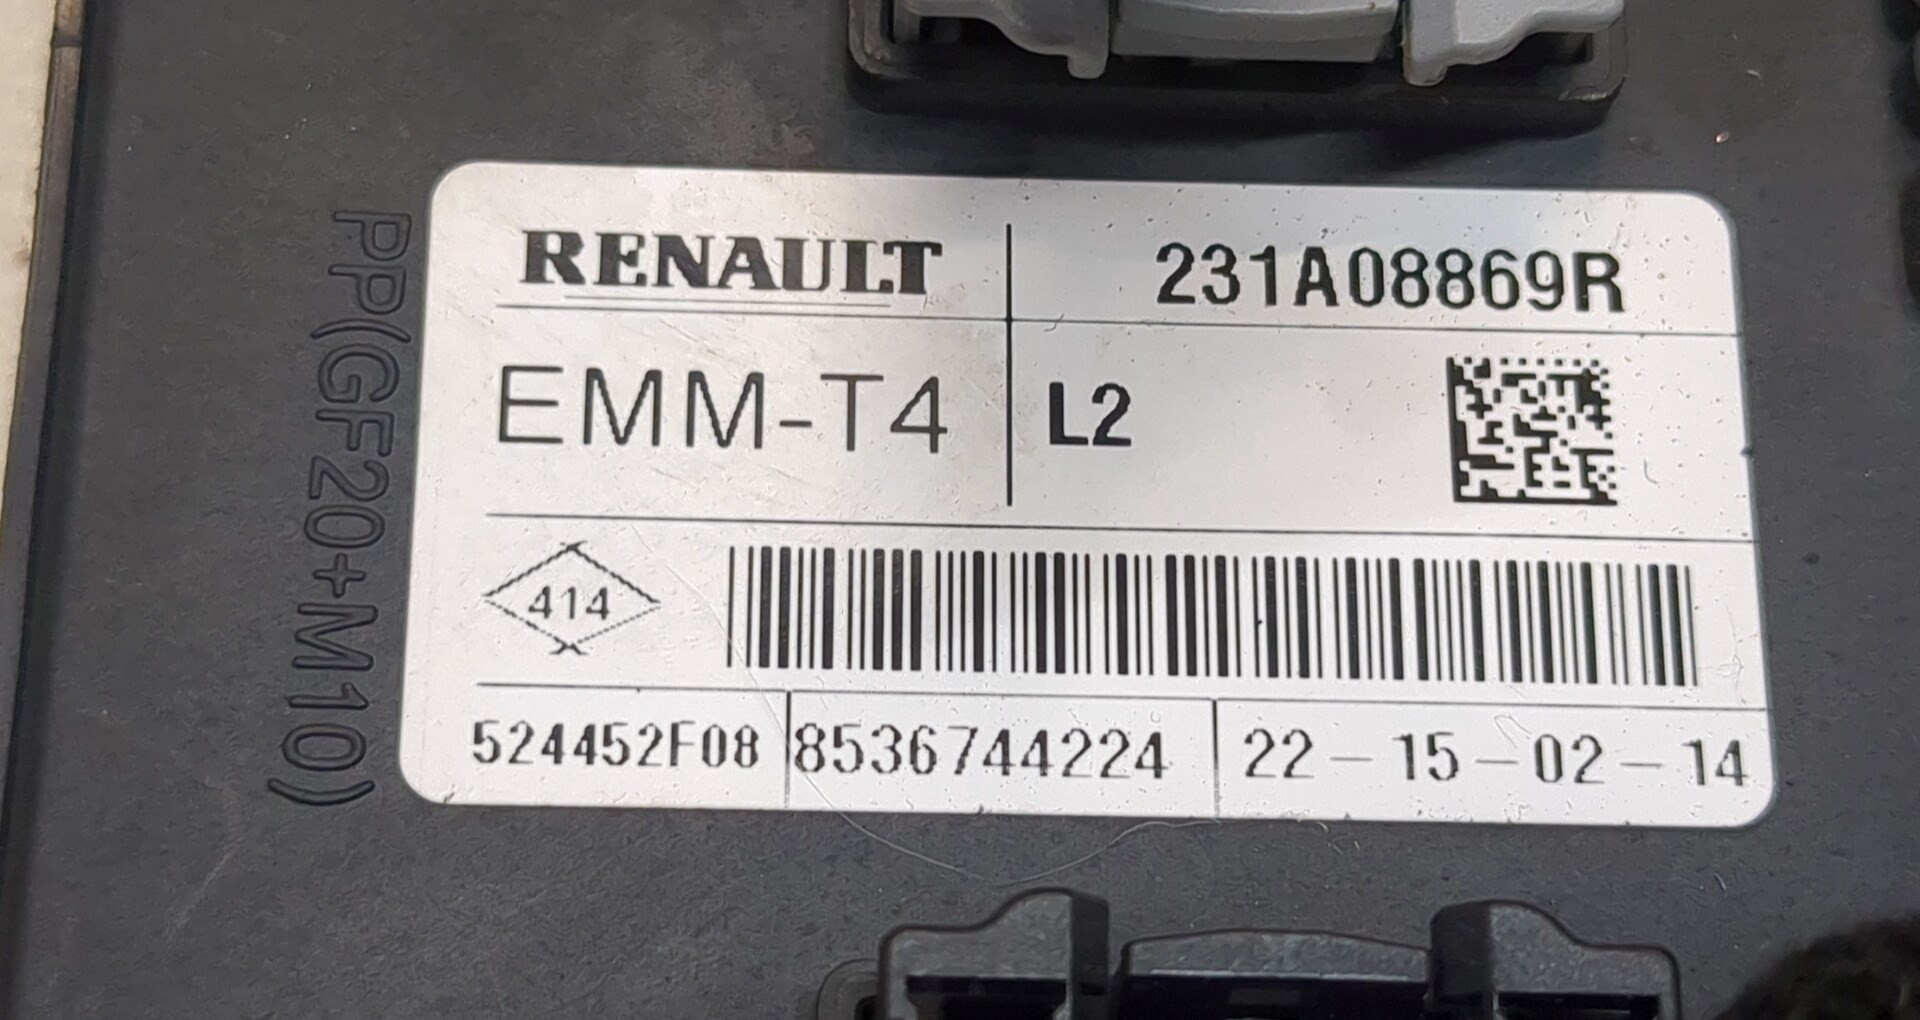 RENAULT 231A08869R
EMM-T4 L2
414
524452F08 8536744224 22-15-02-14
PP(GF20+M10)